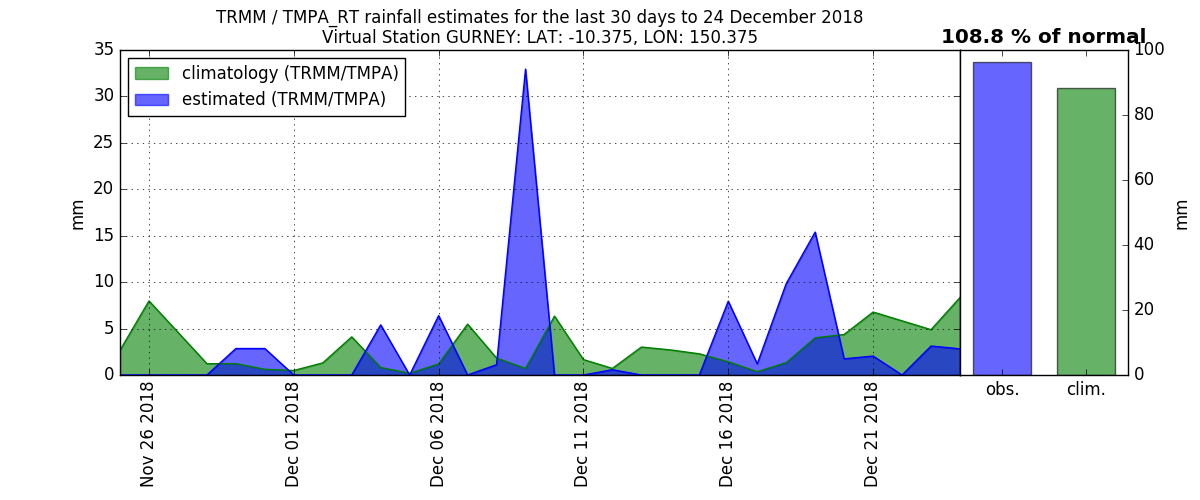 TRMM / TMPA_RT rainfall estimates for the last 30 days to 24 December 2018
Virtual Station GURNEY: LAT: -10.375, LON: 150.375
108.8 % of normal
climatology (TRMM/TMPA)
estimated (TRMM/TMPA)
35
30
25
20
15
10
5
0
mm
Nov 26 2018
Dec 01 2018
Dec 06 2018
Dec 11 2018
Dec 16 2018
Dec 21 2018
obs.
clim.
100
80
60
40
20
0
mm